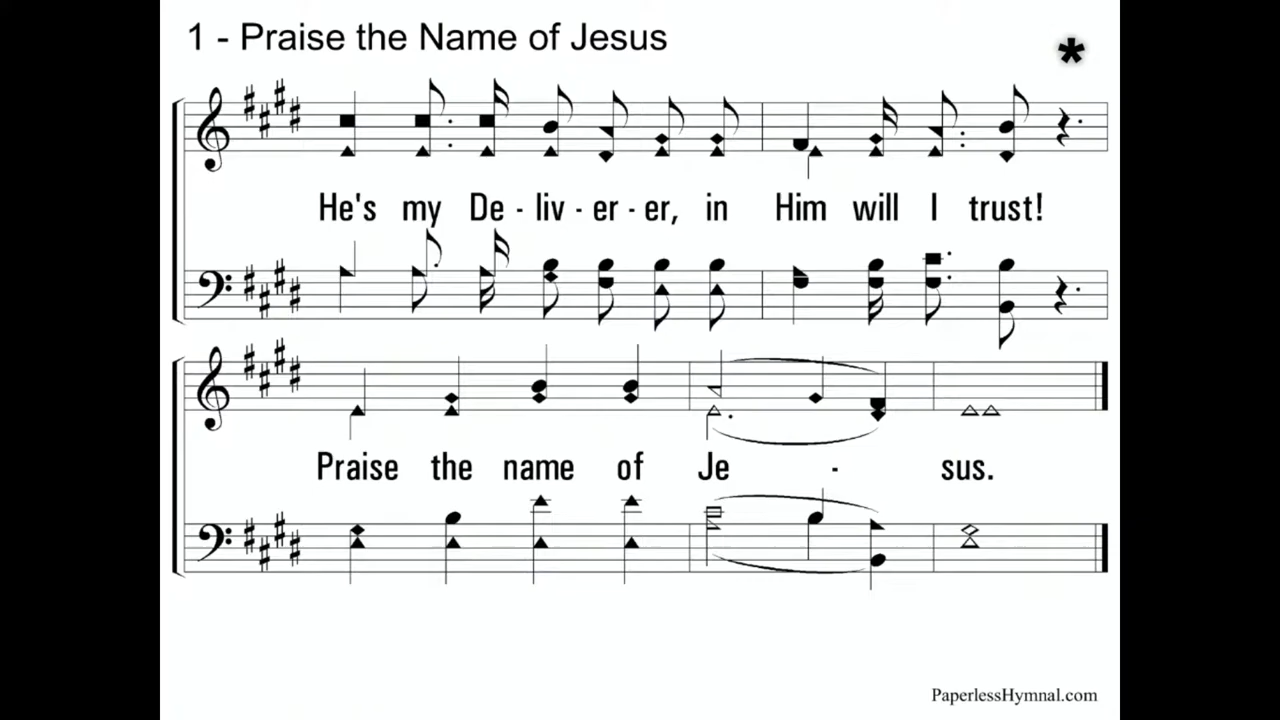 1 - Praise the Name of Jesus
*
He's my De - liv - er - er, in Him will I trust!
Praise the name of Je - sus.
PaperlessHymnal.com